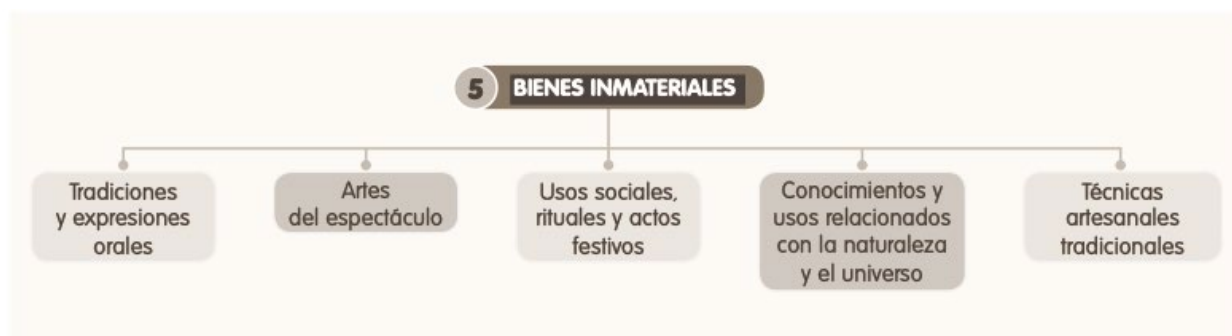 5 BIENES INMATERIALES
Tradiciones
y expresiones
orales
Artes
del espectáculo
Usos sociales,
rituales y actos
festivos
Conocimientos y
usos relacionados
con la naturaleza
y el universo
Técnicas
artesanales
tradicionales